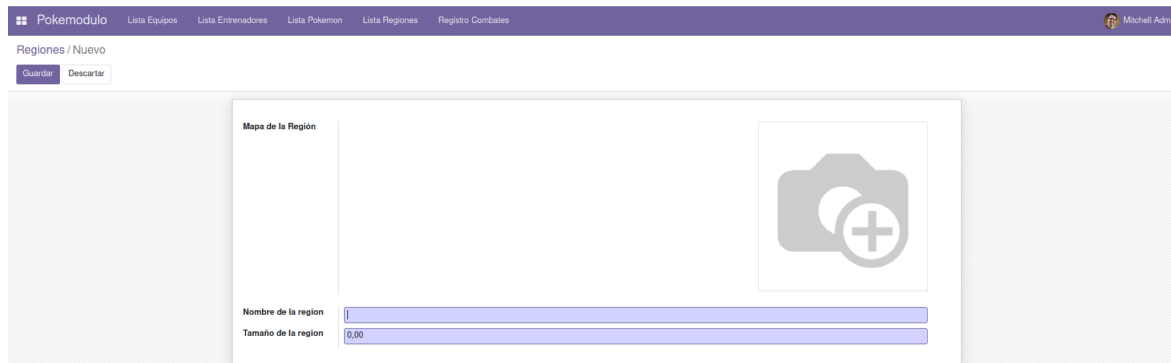 Pokemodulo Lista Equipos Lista Entrenadores Lista Pokemon Lista Regiones Registro Combates Mitchell Adm
Regiones / Nuevo
Guardar Descartar
Mapa de la Región
Nombre de la region
Tamaño de la region 0,00